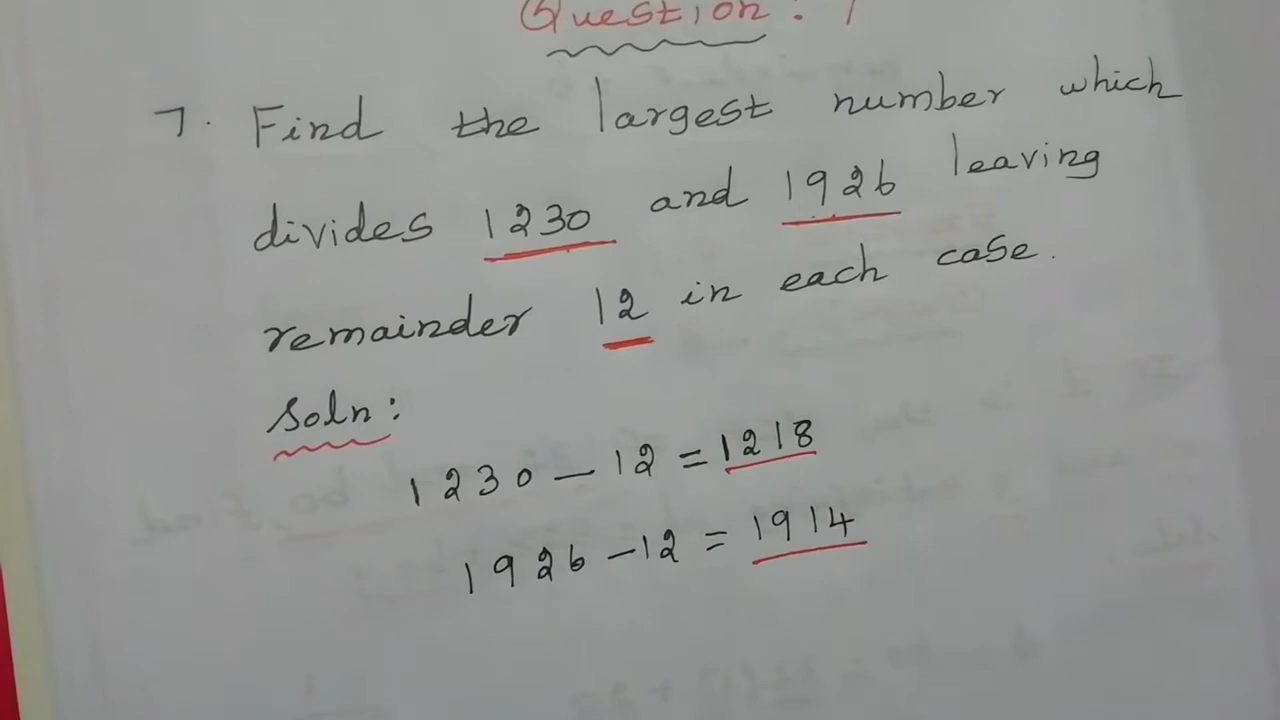 Question : 7
7. Find the largest number which
divides 1230 and 1926 leaving
remainder 12 in each case.
Soln:
1230 - 12 = 1218
1926 - 12 = 1914